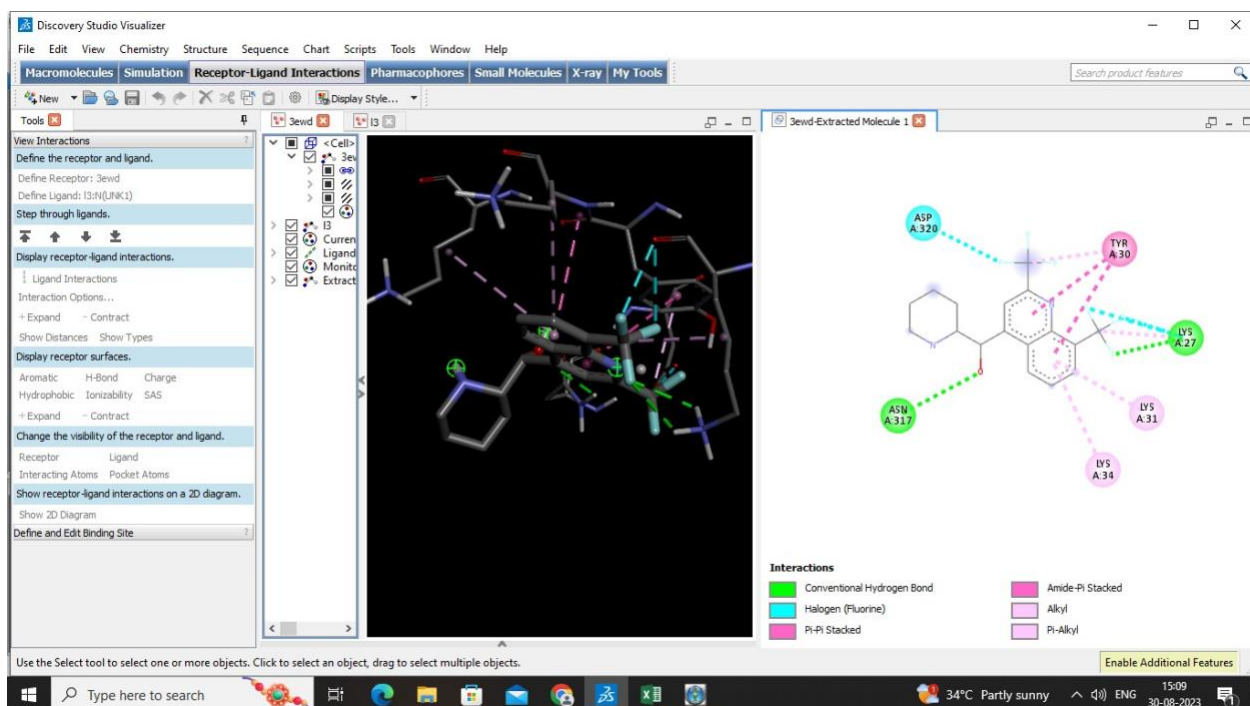 Discovery Studio Visualizer
File Edit View Chemistry Structure Sequence Chart Scripts Tools Window Help
Macromolecules Simulation Receptor-Ligand Interactions Pharmacophores Small Molecules X-ray My Tools
Search product features
New Display Style...
Tools
3ewd
l3
3ewd-Extracted Molecule 1
View Interactions ?
Define the receptor and ligand.
Define Receptor: 3ewd
Define Ligand: l3:N(UNK1)
Step through ligands.
Display receptor-ligand interactions.
Ligand Interactions
Interaction Options...
+Expand - Contract
Show Distances Show Types
Display receptor surfaces.
Aromatic H-Bond Charge
Hydrophobic Ionizability SAS
+Expand - Contract
Change the visibility of the receptor and ligand.
Receptor Ligand
Interacting Atoms Pocket Atoms
Show receptor-ligand interactions on a 2D diagram.
Show 2D Diagram
Define and Edit Binding Site ?
<Cell>
3ew
l3
Curren
Ligand
Monito
Extract
ASP
A:320
TYR
A:30
LYS
A:27
ASN
A:317
LYS
A:31
LYS
A:34
Interactions
Conventional Hydrogen Bond
Halogen (Fluorine)
Pi-Pi Stacked
Amide-Pi Stacked
Alkyl
Pi-Alkyl
Use the Select tool to select one or more objects. Click to select an object, drag to select multiple objects.
Enable Additional Features
Type here to search
34°C Partly sunny
ENG
15:09
30-08-2023